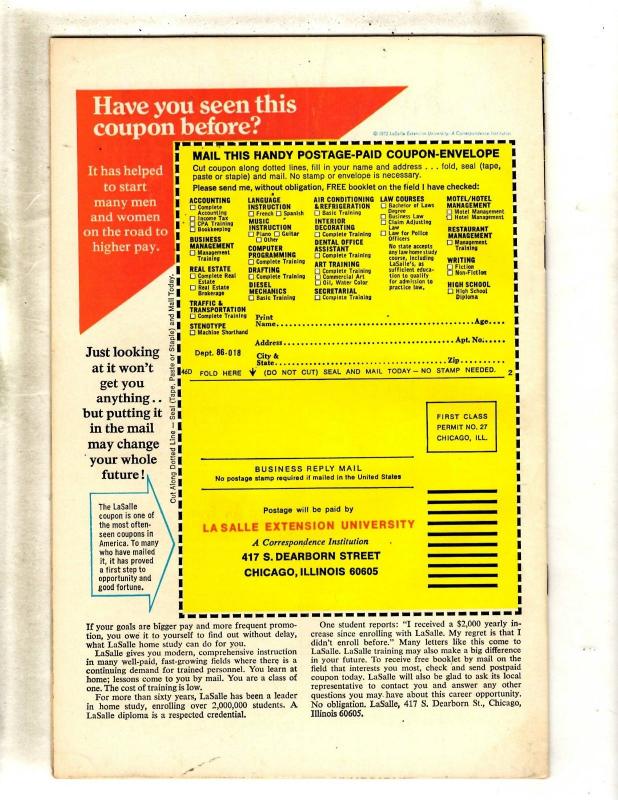 Have you seen this
coupon before?
© 1972 LaSalle Extension University, A Correspondence Institution
It has helped
to start
many men
and women
on the road to
higher pay.
Just looking
at it won't
get you
anything..
but putting it
in the mail
may change
your whole
future!
The LaSalle
coupon is one of
the most often-
seen coupons in
America. To many
who have mailed
it, it has proved
a first step to
opportunity and
good fortune.
Cut Along Dotted Line — Seal (Tape, Paste or Staple) and Mail Today.
MAIL THIS HANDY POSTAGE-PAID COUPON-ENVELOPE
Cut coupon along dotted lines, fill in your name and address . . . fold, seal (tape,
paste or staple) and mail. No stamp or envelope is necessary.
Please send me, without obligation, FREE booklet on the field I have checked:
ACCOUNTING
Complete
Accounting
Income Tax
CPA Training
Bookkeeping
BUSINESS
MANAGEMENT
Management
Training
REAL ESTATE
Complete Real
Estate
Real Estate
Brokerage
TRAFFIC &
TRANSPORTATION
Complete Training
STENOTYPE
Machine Shorthand
LANGUAGE
INSTRUCTION
French Spanish
MUSIC
INSTRUCTION
Piano Guitar
Other
COMPUTER
PROGRAMMING
Complete Training
DRAFTING
Complete Training
DIESEL
MECHANICS
Basic Training
AIR CONDITIONING
& REFRIGERATION
Basic Training
INTERIOR
DECORATING
Complete Training
DENTAL OFFICE
ASSISTANT
Complete Training
ART TRAINING
Complete Training
Commercial Art
Oil, Water Color
SECRETARIAL
Complete Training
LAW COURSES
Bachelor of Laws
Degree
Business Law
Claim Adjusting
Law
Law for Police
Officers
No state accepts
any law home study
course, including
LaSalle's, as
sufficient educa-
tion to qualify
for admission to
practice law,
MOTEL/HOTEL
MANAGEMENT
Motel Management
Hotel Management
RESTAURANT
MANAGEMENT
Management
Training
WRITING
Fiction
Non-Fiction
HIGH SCHOOL
High School
Diploma
Print
Name.......... Age....
Address.......... Apt. No......
Dept. 86-018
City &
State.......... Zip..........
46D FOLD HERE (DO NOT CUT) SEAL AND MAIL TODAY — NO STAMP NEEDED. 2
FIRST CLASS
PERMIT NO. 27
CHICAGO, ILL.
BUSINESS REPLY MAIL
No postage stamp required if mailed in the United States
Postage will be paid by
LA SALLE EXTENSION UNIVERSITY
A Correspondence Institution
417 S. DEARBORN STREET
CHICAGO, ILLINOIS 60605
If your goals are bigger pay and more frequent promo-
tion, you owe it to yourself to find out without delay,
what LaSalle home study can do for you.
LaSalle gives you modern, comprehensive instruction
in many well-paid, fast-growing fields where there is a
continuing demand for trained personnel. You learn at
home; lessons come to you by mail. You are a class of
one. The cost of training is low.
For more than sixty years, LaSalle has been a leader
in home study, enrolling over 2,000,000 students. A
LaSalle diploma is a respected credential.
One student reports: "I received a $2,000 yearly in-
crease since enrolling with LaSalle. My regret is that I
didn't enroll before." Many letters like this come to
LaSalle. LaSalle training may also make a big difference
in your future. To receive free booklet by mail on the
field that interests you most, check and send postpaid
coupon today. LaSalle will also be glad to ask its local
representative to contact you and answer any other
questions you may have about this career opportunity.
No obligation. LaSalle, 417 S. Dearborn St., Chicago,
Illinois 60605.